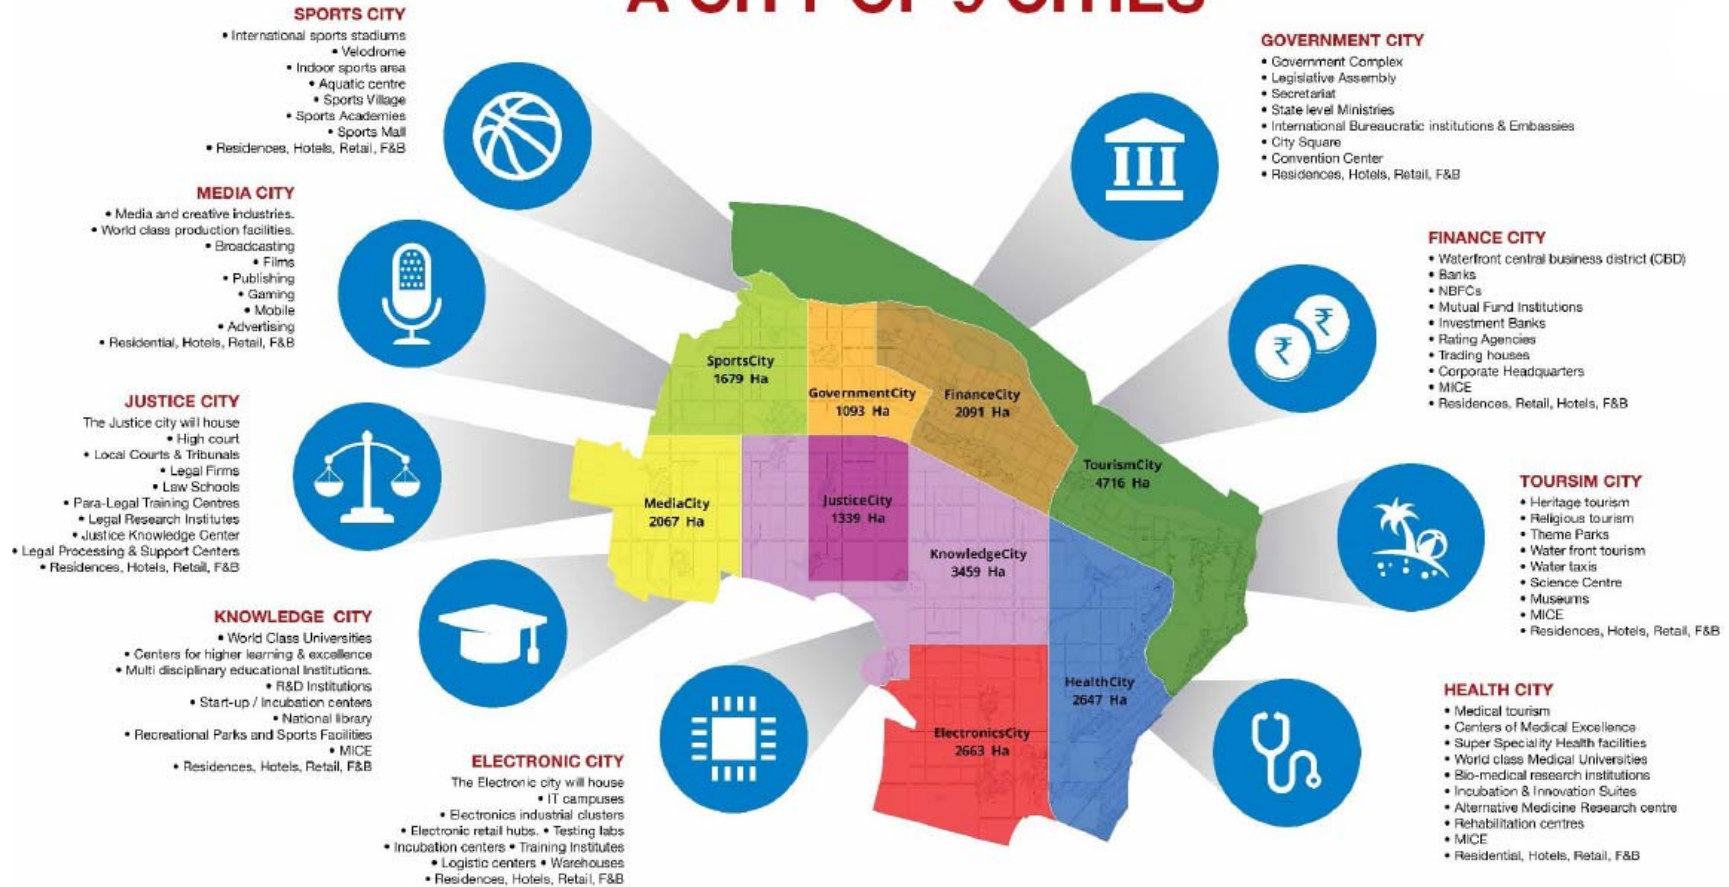 A CITY OF 9 CITIES
SPORTS CITY
• International sports stadiums
• Velodrome
• Indoor sports area
• Aquatic centre
• Sports Village
• Sports Academies
• Sports Mall
• Residences, Hotels, Retail, F&B
MEDIA CITY
• Media and creative industries.
• World class production facilities.
• Broadcasting
• Films
• Publishing
• Gaming
• Mobile
• Advertising
• Residential, Hotels, Retail, F&B
JUSTICE CITY
The Justice city will house
• High court
• Local Courts & Tribunals
• Legal Firms
• Law Schools
• Para-Legal Training Centres
• Legal Research Institutes
• Justice Knowledge Center
• Legal Processing & Support Centers
• Residences, Hotels, Retail, F&B
KNOWLEDGE CITY
• World Class Universities
• Centers for higher learning & excellence
• Multi disciplinary educational Institutions.
• R&D Institutions
• Start-up / Incubation centers
• National library
• Recreational Parks and Sports Facilities
• MICE
• Residences, Hotels, Retail, F&B
ELECTRONIC CITY
The Electronic city will house
• IT campuses
• Electronics industrial clusters
• Electronic retail hubs. • Testing labs
• Incubation centers • Training Institutes
• Logistic centers • Warehouses
• Residences, Hotels, Retail, F&B
SportsCity
1679 Ha
GovernmentCity
1093 Ha
FinanceCity
2091 Ha
TourismCity
4716 Ha
MediaCity
2067 Ha
JusticeCity
1339 Ha
KnowledgeCity
3459 Ha
HealthCity
2647 Ha
ElectronicsCity
2663 Ha
GOVERNMENT CITY
• Government Complex
• Legislative Assembly
• Secretariat
• State level Ministries
• International Bureaucratic institutions & Embassies
• City Square
• Convention Center
• Residences, Hotels, Retail, F&B
FINANCE CITY
• Waterfront central business district (CBD)
• Banks
• NBFCs
• Mutual Fund Institutions
• Investment Banks
• Rating Agencies
• Trading houses
• Corporate Headquarters
• MICE
• Residences, Retail, Hotels, F&B
₹
₹
TOURSIM CITY
• Heritage tourism
• Religious tourism
• Theme Parks
• Water front tourism
• Water taxis
• Science Centre
• Museums
• MICE
• Residences, Hotels, Retail, F&B
HEALTH CITY
• Medical tourism
• Centers of Medical Excellence
• Super Speciality Health facilities
• World class Medical Universities
• Bio-medical research institutions
• Incubation & Innovation Suites
• Alternative Medicine Research centre
• Rehabilitation centres
• MICE
• Residential, Hotels, Retail, F&B